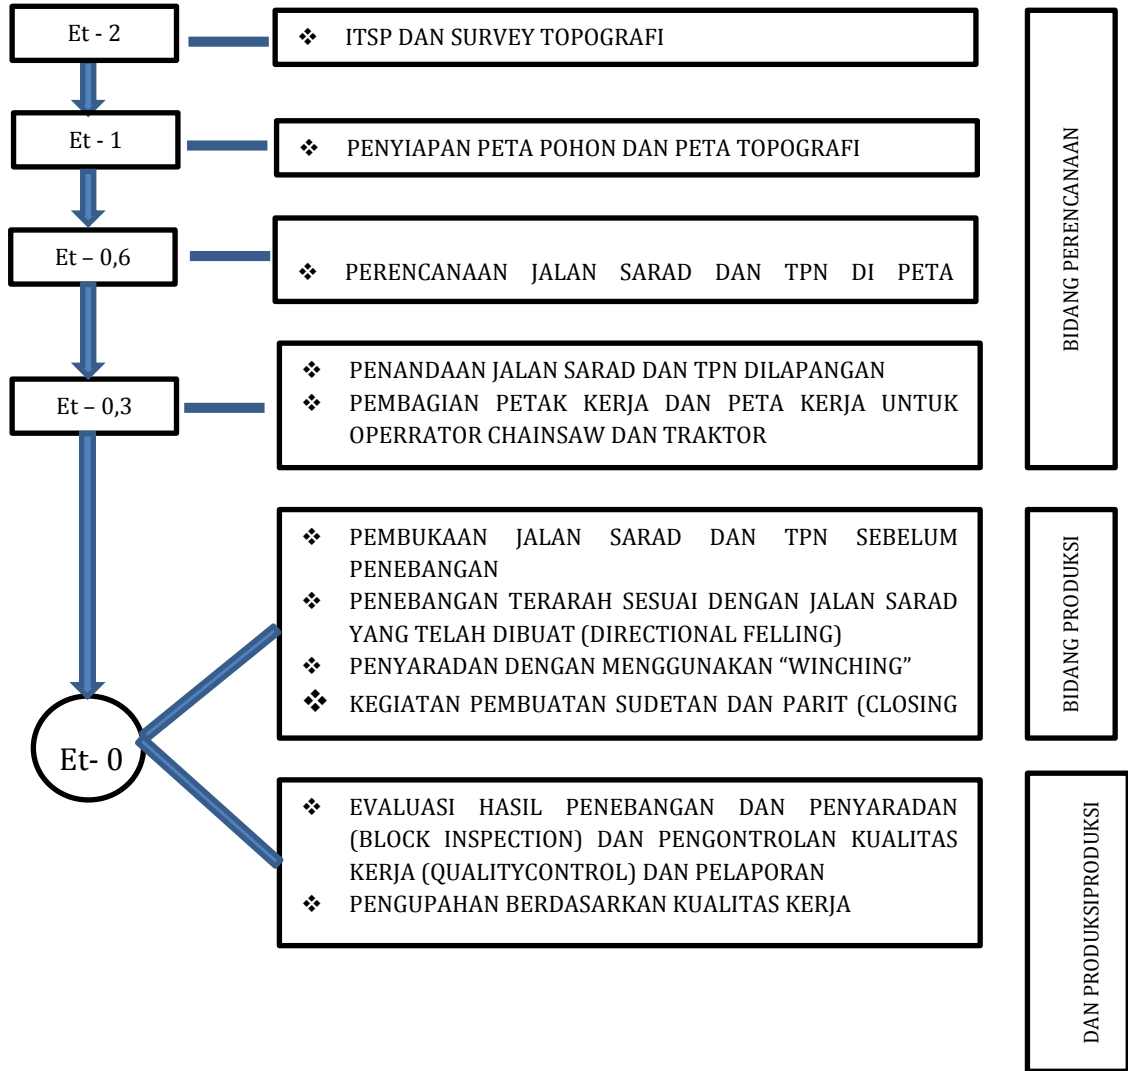 Et - 2
❖ ITSP DAN SURVEY TOPOGRAFI
Et - 1
❖ PENYIAPAN PETA POHON DAN PETA TOPOGRAFI
Et – 0,6
❖ PERENCANAAN JALAN SARAD DAN TPN DI PETA
Et – 0,3
❖ PENANDAAN JALAN SARAD DAN TPN DILAPANGAN
❖ PEMBAGIAN PETAK KERJA DAN PETA KERJA UNTUK
OPERRATOR CHAINSAW DAN TRAKTOR
BIDANG PERENCANAAN
Et- 0
❖ PEMBUKAAN JALAN SARAD DAN TPN SEBELUM
PENEBANGAN
❖ PENEBANGAN TERARAH SESUAI DENGAN JALAN SARAD
YANG TELAH DIBUAT (DIRECTIONAL FELLING)
❖ PENYARADAN DENGAN MENGGUNAKAN “WINCHING”
❖ KEGIATAN PEMBUATAN SUDETAN DAN PARIT (CLOSING
BIDANG PRODUKSI
❖ EVALUASI HASIL PENEBANGAN DAN PENYARADAN
(BLOCK INSPECTION) DAN PENGONTROLAN KUALITAS
KERJA (QUALITYCONTROL) DAN PELAPORAN
❖ PENGUPAHAN BERDASARKAN KUALITAS KERJA
DAN PRODUKSIPRODUKSI